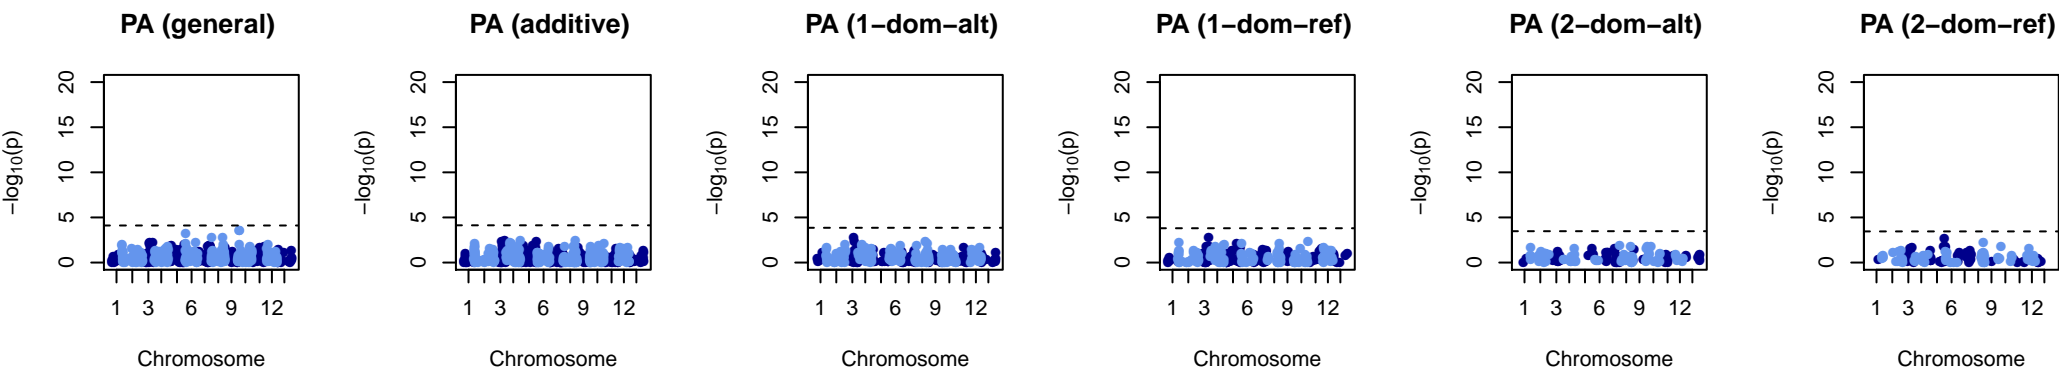 PA (general)
−log10(p)
20
15
10
5
0
1 3 6 9 12
Chromosome
PA (additive)
−log10(p)
20
15
10
5
0
1 3 6 9 12
Chromosome
PA (1−dom−alt)
−log10(p)
20
15
10
5
0
1 3 6 9 12
Chromosome
PA (1−dom−ref)
−log10(p)
20
15
10
5
0
1 3 6 9 12
Chromosome
PA (2−dom−alt)
−log10(p)
20
15
10
5
0
1 3 6 9 12
Chromosome
PA (2−dom−ref)
−log10(p)
20
15
10
5
0
1 3 6 9 12
Chromosome